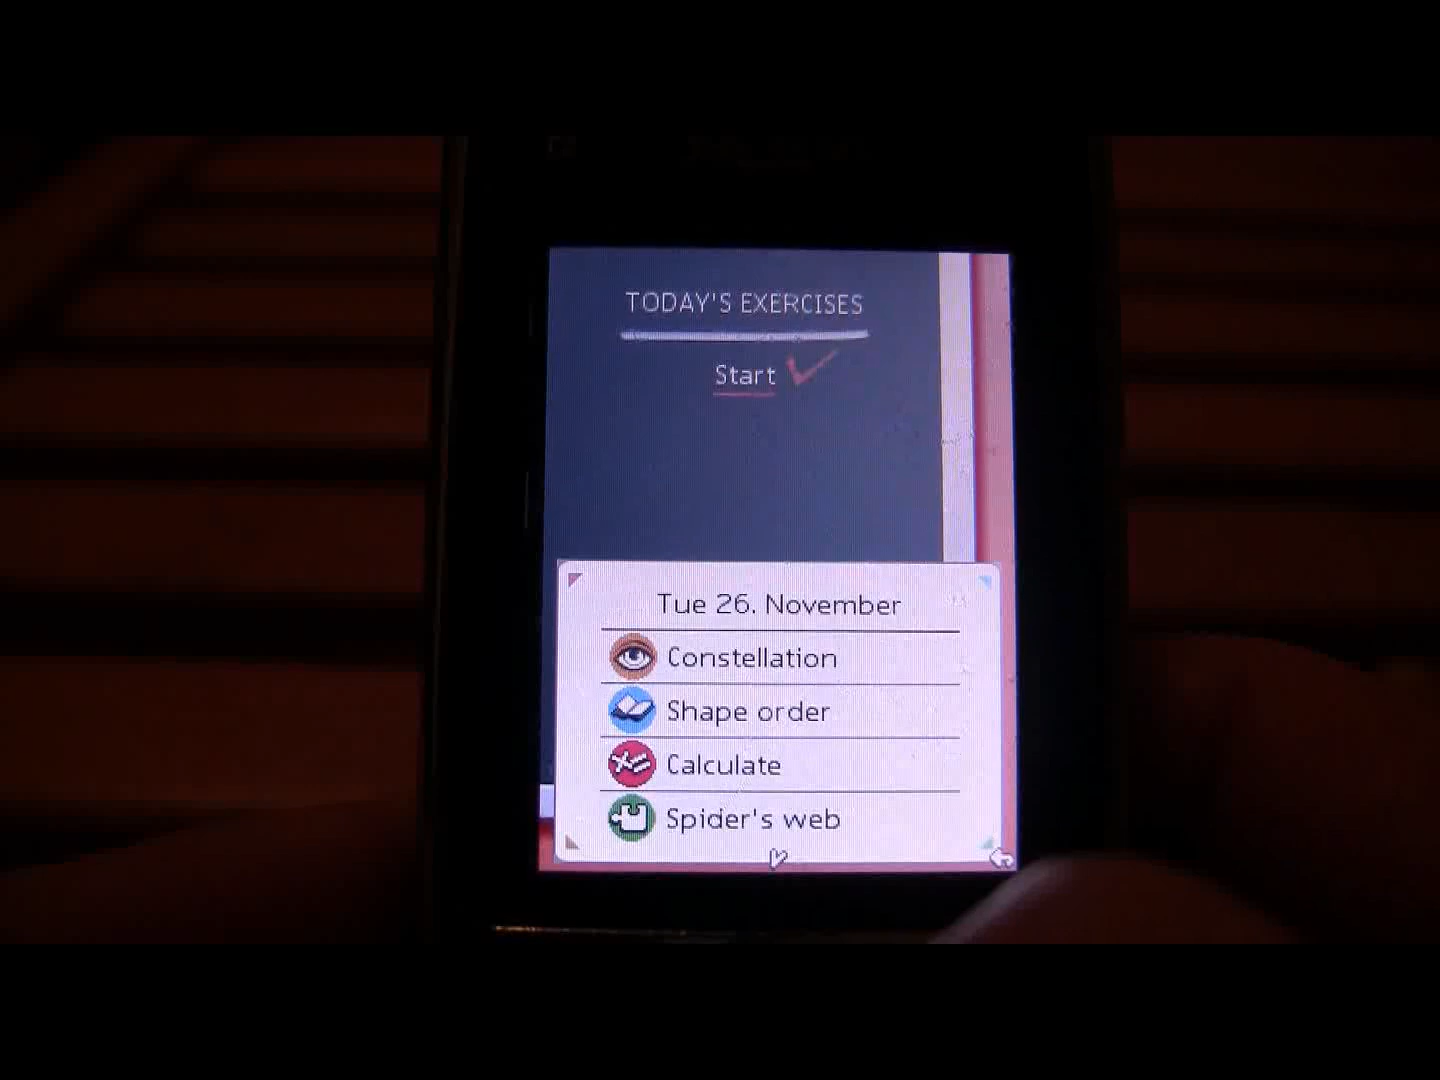 TODAY'S EXERCISES
Start
Tue 26. November
Constellation
Shape order
Calculate
Spider's web